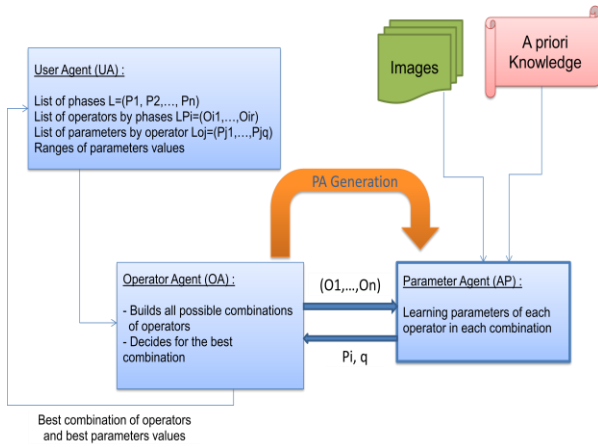 User Agent (UA) :
List of phases L=(P1, P2,…, Pn)
List of operators by phases LPi=(Oi1,…,Oir)
List of parameters by operator Loj=(Pj1,…,Pjq)
Ranges of parameters values
Images
A priori
Knowledge
PA Generation
Operator Agent (OA) :
- Builds all possible combinations
of operators
- Decides for the best
combination
(O1,…,On)
Pi, q
Parameter Agent (AP) :
Learning parameters of each
operator in each combination
Best combination of operators
and best parameters values